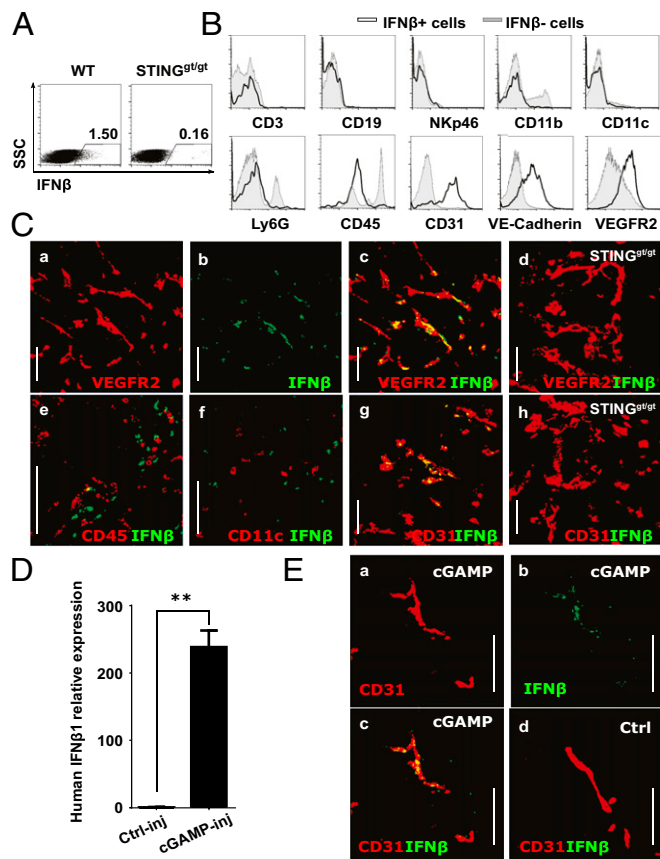 A
WT
STINGgt/gt
1.50
0.16
SSC
IFNβ
B
IFNβ+ cells
IFNβ- cells
CD3
CD19
NKp46
CD11b
CD11c
Ly6G
CD45
CD31
VE-Cadherin
VEGFR2
C
a
VEGFR2
b
IFNβ
c
VEGFR2 IFNβ
d
STINGgt/gt
VEGFR2 IFNβ
e
CD45 IFNβ
f
CD11c IFNβ
g
CD31 IFNβ
h
STINGgt/gt
CD31 IFNβ
D
Human IFNβ1 relative expression
**
300
200
100
0
Ctrl-inj
cGAMP-inj
E
a
cGAMP
CD31
b
cGAMP
IFNβ
c
cGAMP
CD31 IFNβ
d
Ctrl
CD31 IFNβ